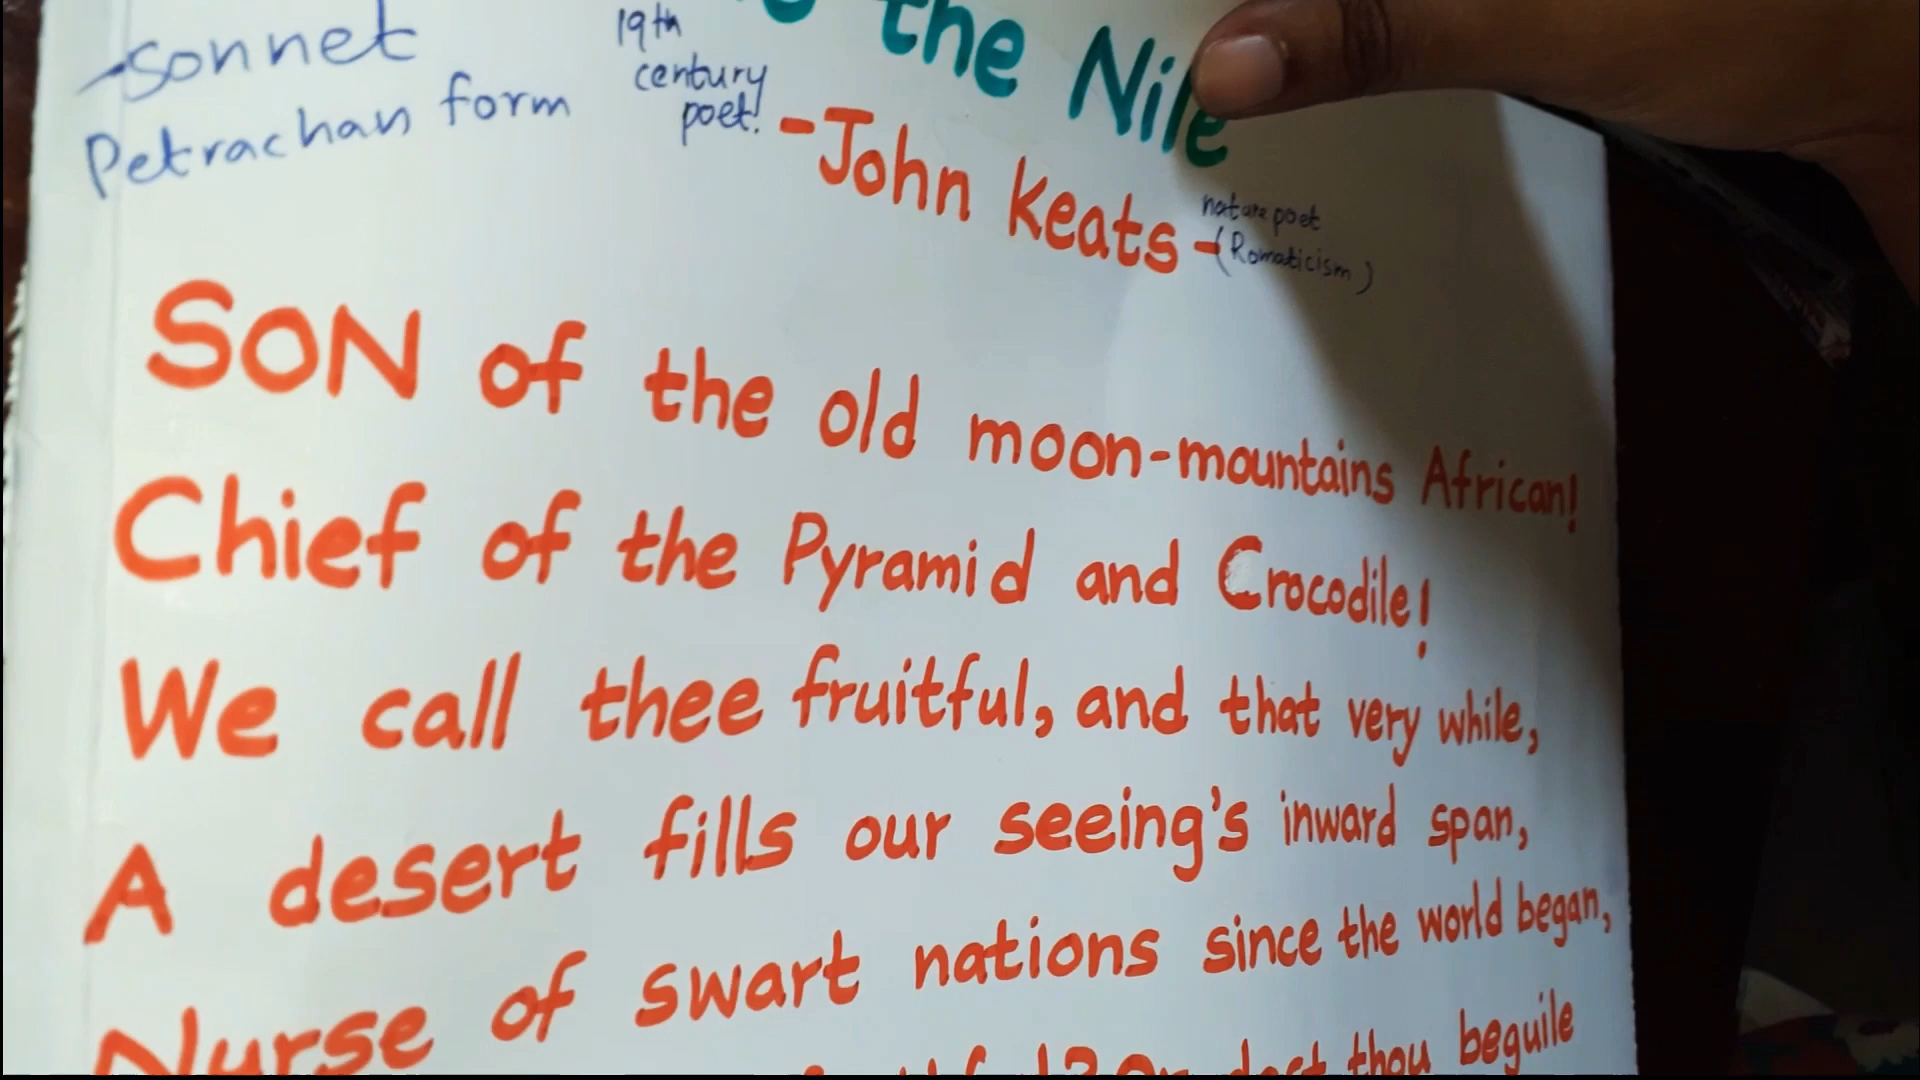 the Nile
-sonnet
Petrachan form
19th
century
poet!
-John Keats-
nature poet
(Romaticism)
SON of the old moon-mountains African!
Chief of the Pyramid and Crocodile!
We call thee fruitful, and that very while,
A desert fills our seeing's inward span,
Nurse of swart nations since the world began,
thou beguile